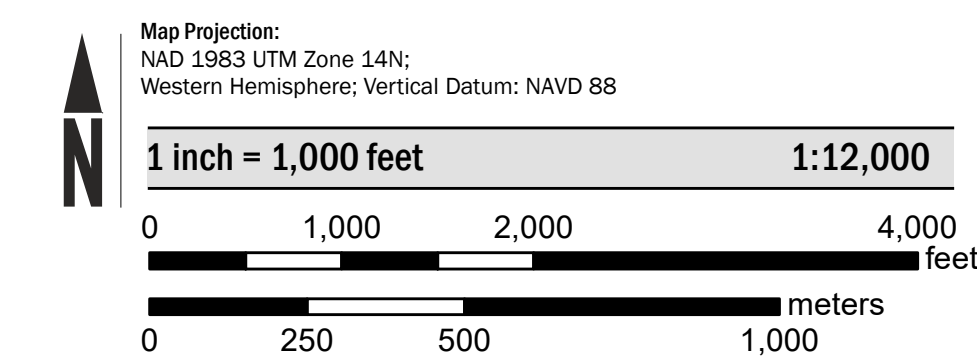 Map Projection:
NAD 1983 UTM Zone 14N;
Western Hemisphere; Vertical Datum: NAVD 88
N
1 inch = 1,000 feet 1:12,000
0 1,000 2,000 4,000
feet
meters
0 250 500 1,000